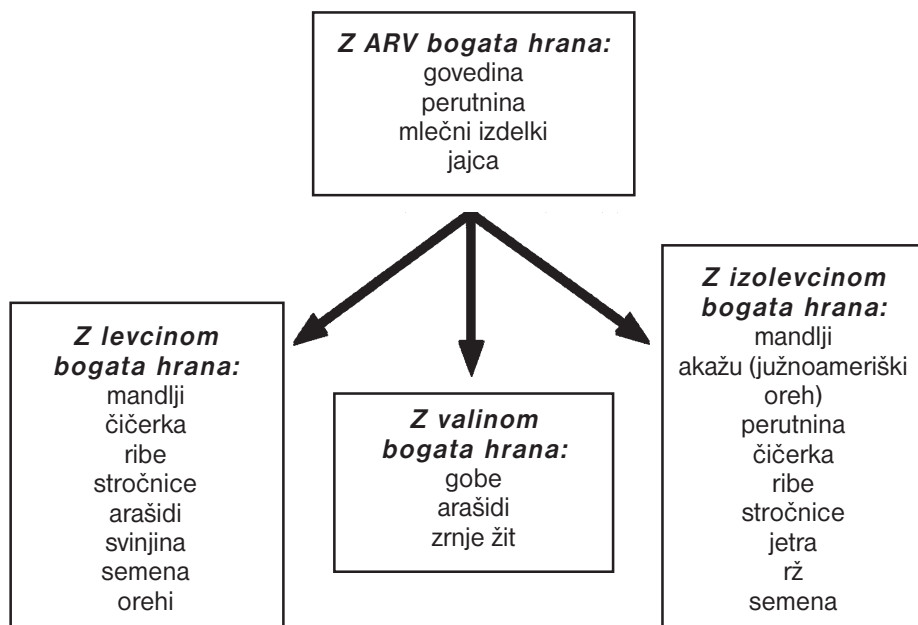 Z ARV bogata hrana:
govedina
perutnina
mlečni izdelki
jajca
Z levcinom
bogata hrana:
mandlji
čičerka
ribe
stročnice
arašidi
svinjina
semena
orehi
Z valinom
bogata hrana:
gobe
arašidi
zrnje žit
Z izolevcinom
bogata hrana:
mandlji
akažu (južnoameriški
oreh)
perutnina
čičerka
ribe
stročnice
jetra
rž
semena